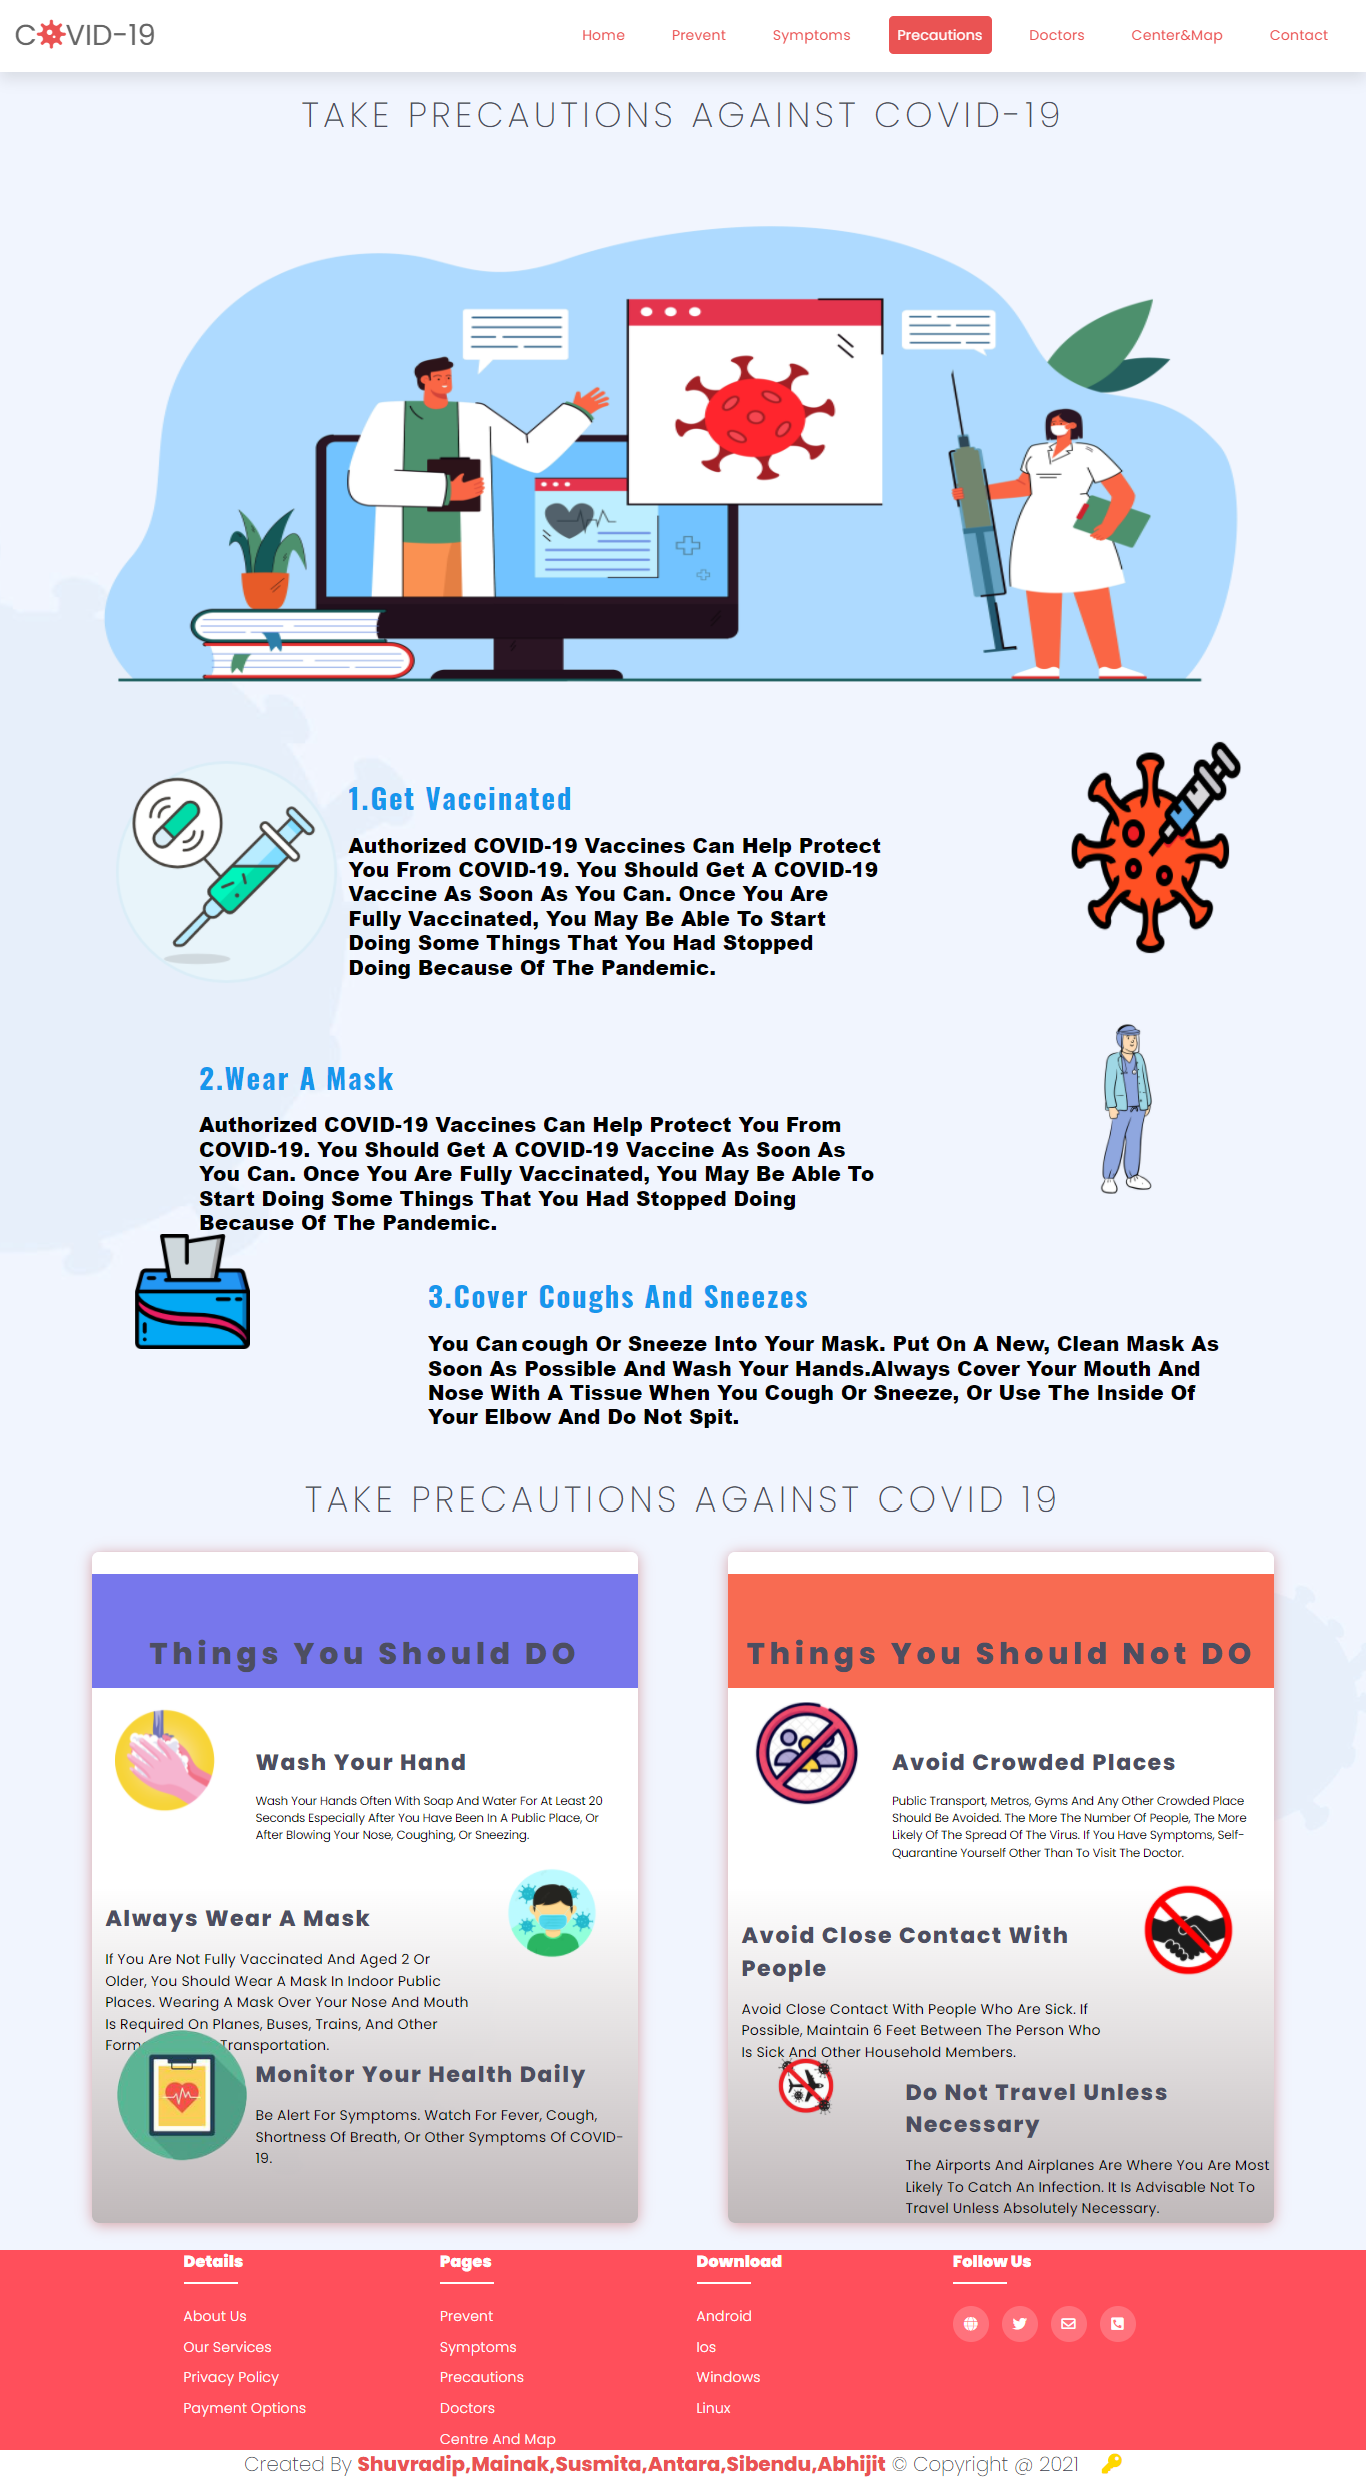 COVID-19
Home Prevent Symptoms Precautions Doctors Center&Map Contact
TAKE PRECAUTIONS AGAINST COVID-19
1.Get Vaccinated
Authorized COVID-19 Vaccines Can Help Protect
You From COVID-19. You Should Get A COVID-19
Vaccine As Soon As You Can. Once You Are
Fully Vaccinated, You May Be Able To Start
Doing Some Things That You Had Stopped
Doing Because Of The Pandemic.
2.Wear A Mask
Authorized COVID-19 Vaccines Can Help Protect You From
COVID-19. You Should Get A COVID-19 Vaccine As Soon As
You Can. Once You Are Fully Vaccinated, You May Be Able To
Start Doing Some Things That You Had Stopped Doing
Because Of The Pandemic.
3.Cover Coughs And Sneezes
You Can cough Or Sneeze Into Your Mask. Put On A New, Clean Mask As
Soon As Possible And Wash Your Hands.Always Cover Your Mouth And
Nose With A Tissue When You Cough Or Sneeze, Or Use The Inside Of
Your Elbow And Do Not Spit.
TAKE PRECAUTIONS AGAINST COVID 19
Things You Should DO
Wash Your Hand
Wash Your Hands Often With Soap And Water For At Least 20
Seconds Especially After You Have Been In A Public Place, Or
After Blowing Your Nose, Coughing, Or Sneezing.
Always Wear A Mask
If You Are Not Fully Vaccinated And Aged 2 Or
Older, You Should Wear A Mask In Indoor Public
Places. Wearing A Mask Over Your Nose And Mouth
Is Required On Planes, Buses, Trains, And Other
Transportation.
Monitor Your Health Daily
Be Alert For Symptoms. Watch For Fever, Cough,
Shortness Of Breath, Or Other Symptoms Of COVID-
19.
Things You Should Not DO
Avoid Crowded Places
Public Transport, Metros, Gyms And Any Other Crowded Place
Should Be Avoided. The More The Number Of People, The More
Likely Of The Spread Of The Virus. If You Have Symptoms, Self-
Quarantine Yourself Other Than To Visit The Doctor.
Avoid Close Contact With
People
Avoid Close Contact With People Who Are Sick. If
Possible, Maintain 6 Feet Between The Person Who
Is Sick And Other Household Members.
Do Not Travel Unless
Necessary
The Airports And Airplanes Are Where You Are Most
Likely To Catch An Infection. It Is Advisable Not To
Travel Unless Absolutely Necessary.
Details
About Us
Our Services
Privacy Policy
Payment Options
Pages
Prevent
Symptoms
Precautions
Doctors
Centre And Map
Download
Android
Ios
Windows
Linux
Follow Us
Created By Shuvradip,Mainak,Susmita,Antara,Sibendu,Abhijit © Copyright @ 2021